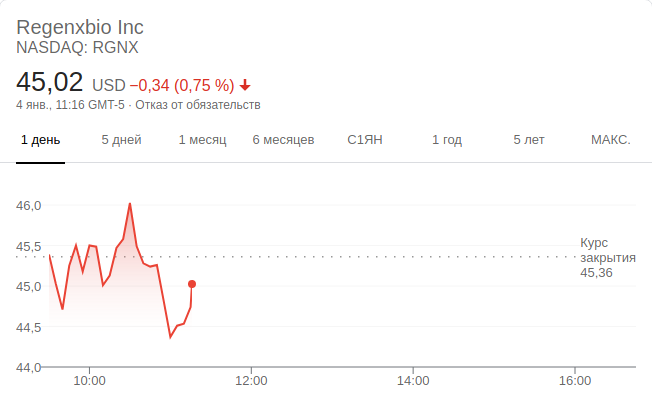 Regenxbio Inc
NASDAQ: RGNX
45,02 USD −0,34 (0,75 %)
4 янв., 11:16 GMT-5 · Отказ от обязательств
1 день 5 дней 1 месяц 6 месяцев С1ЯН 1 год 5 лет МАКС.
46,0
45,5
45,0
44,5
44,0
Курс
закрытия
45,36
10:00 12:00 14:00 16:00